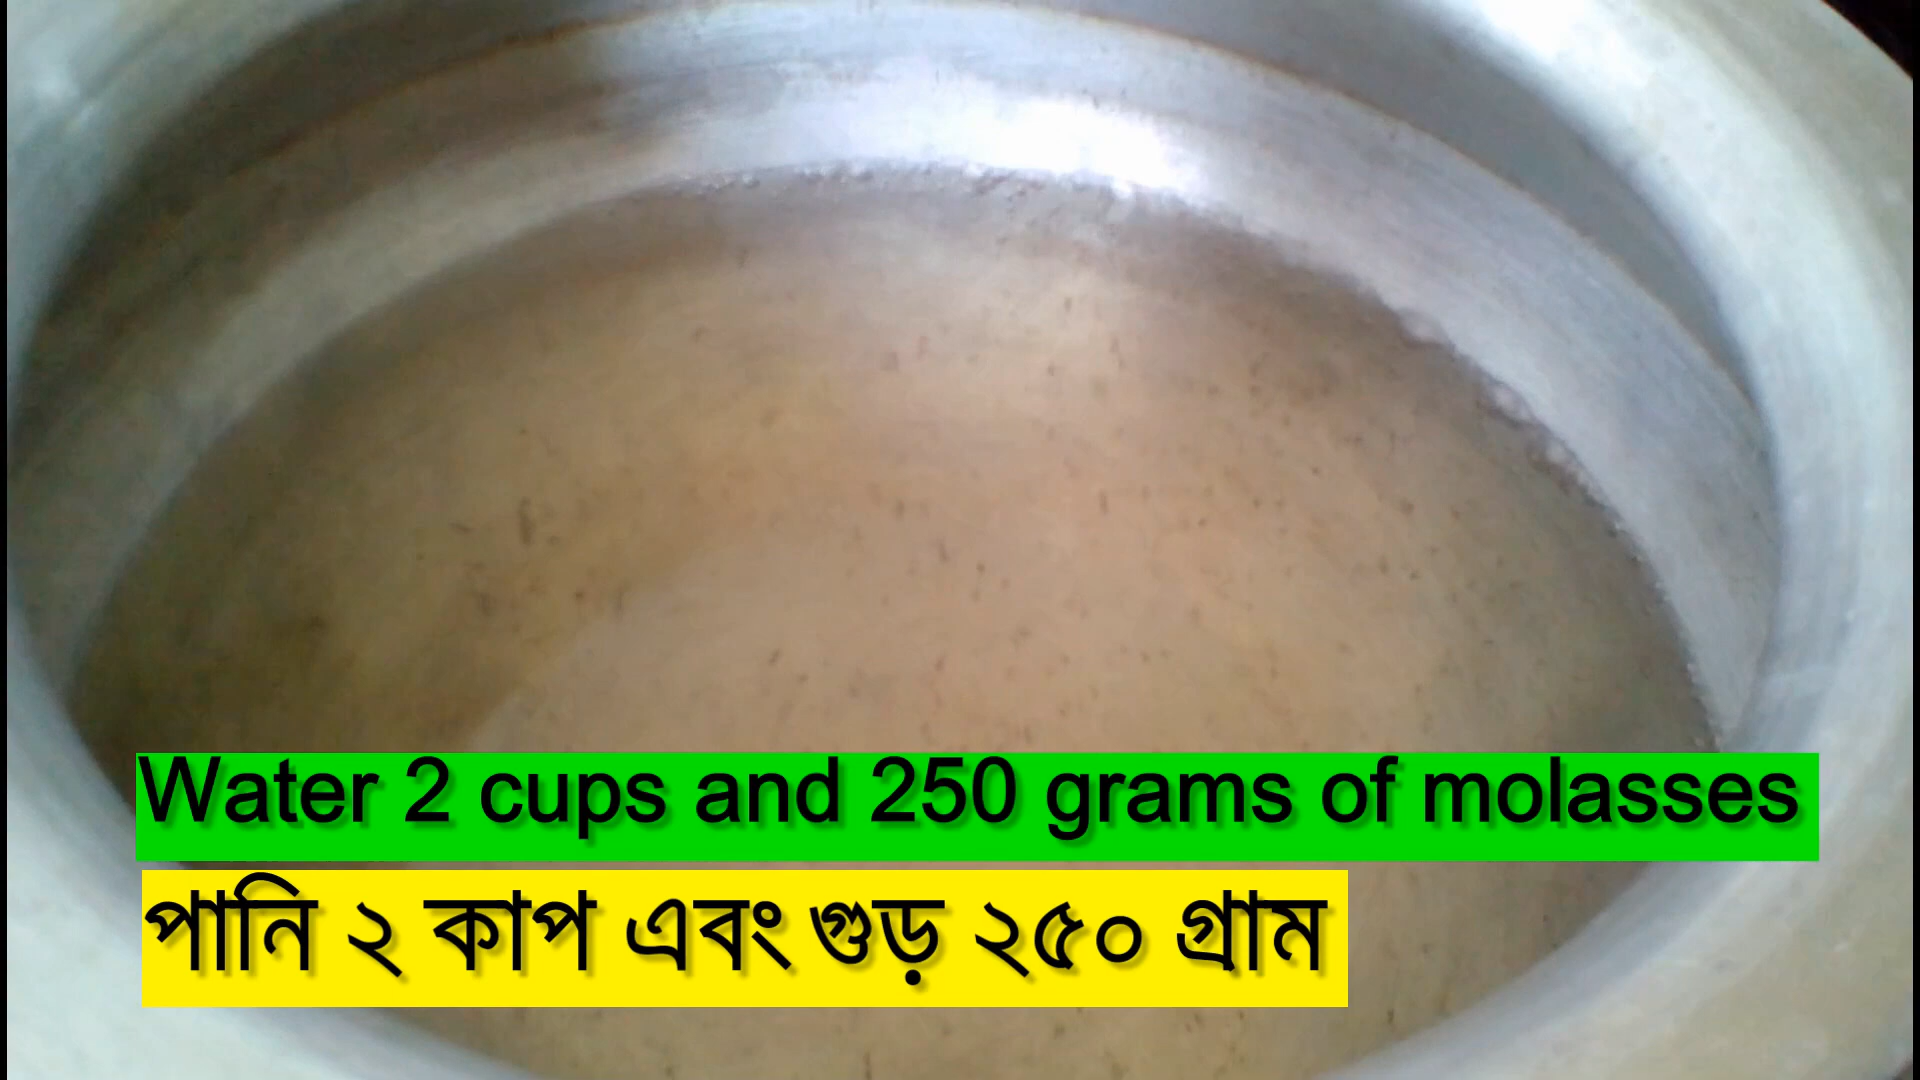 Water 2 cups and 250 grams of molasses
পানি ২ কাপ এবং গুড় ২৫০ গ্রাম